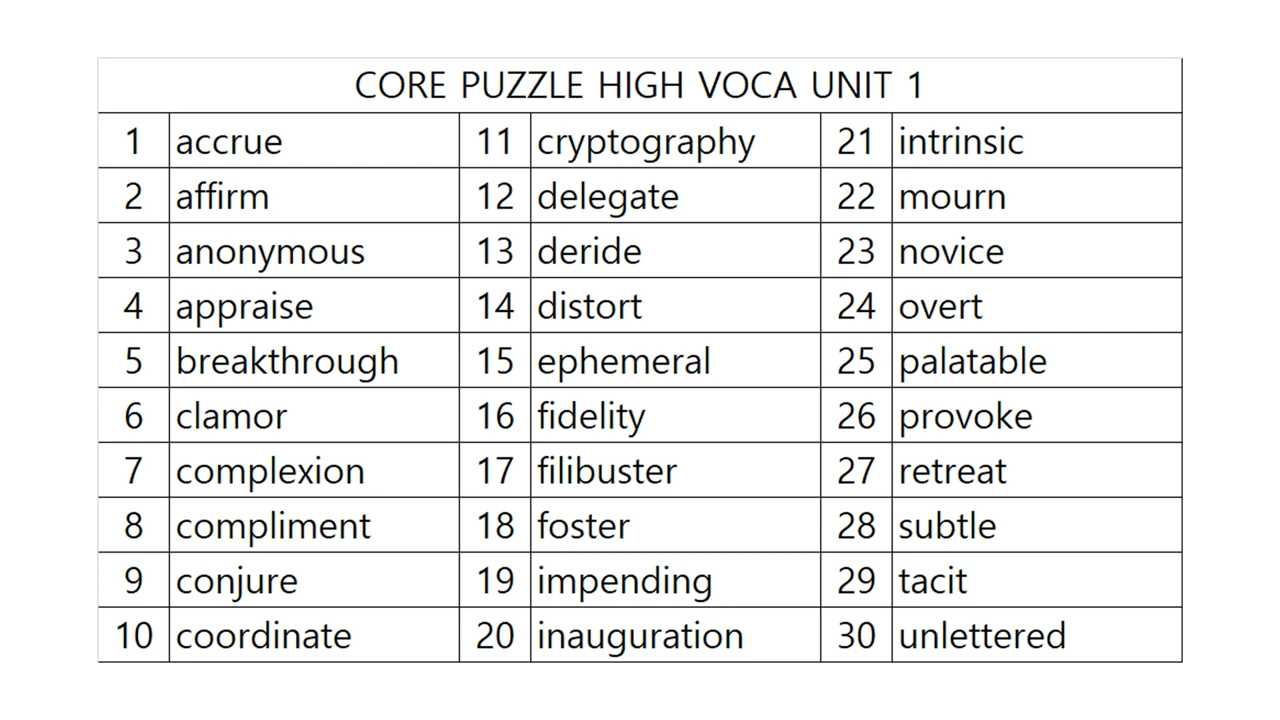 CORE PUZZLE HIGH VOCA UNIT 1
1 accrue 11 cryptography 21 intrinsic
2 affirm 12 delegate 22 mourn
3 anonymous 13 deride 23 novice
4 appraise 14 distort 24 overt
5 breakthrough 15 ephemeral 25 palatable
6 clamor 16 fidelity 26 provoke
7 complexion 17 filibuster 27 retreat
8 compliment 18 foster 28 subtle
9 conjure 19 impending 29 tacit
10 coordinate 20 inauguration 30 unlettered